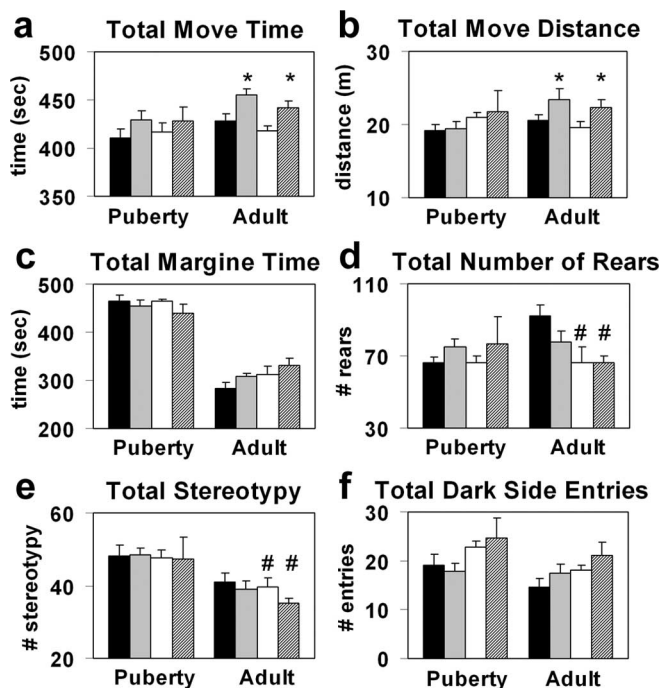 a Total Move Time
time (sec)
500
450
400
350
* *
Puberty Adult
b Total Move Distance
distance (m)
30
20
10
* *
Puberty Adult
c Total Margine Time
time (sec)
500
400
300
200
Puberty Adult
d Total Number of Rears
# rears
110
70
30
# #
Puberty Adult
e Total Stereotypy
# stereotypy
60
40
20
# #
Puberty Adult
f Total Dark Side Entries
# entries
30
20
10
0
Puberty Adult